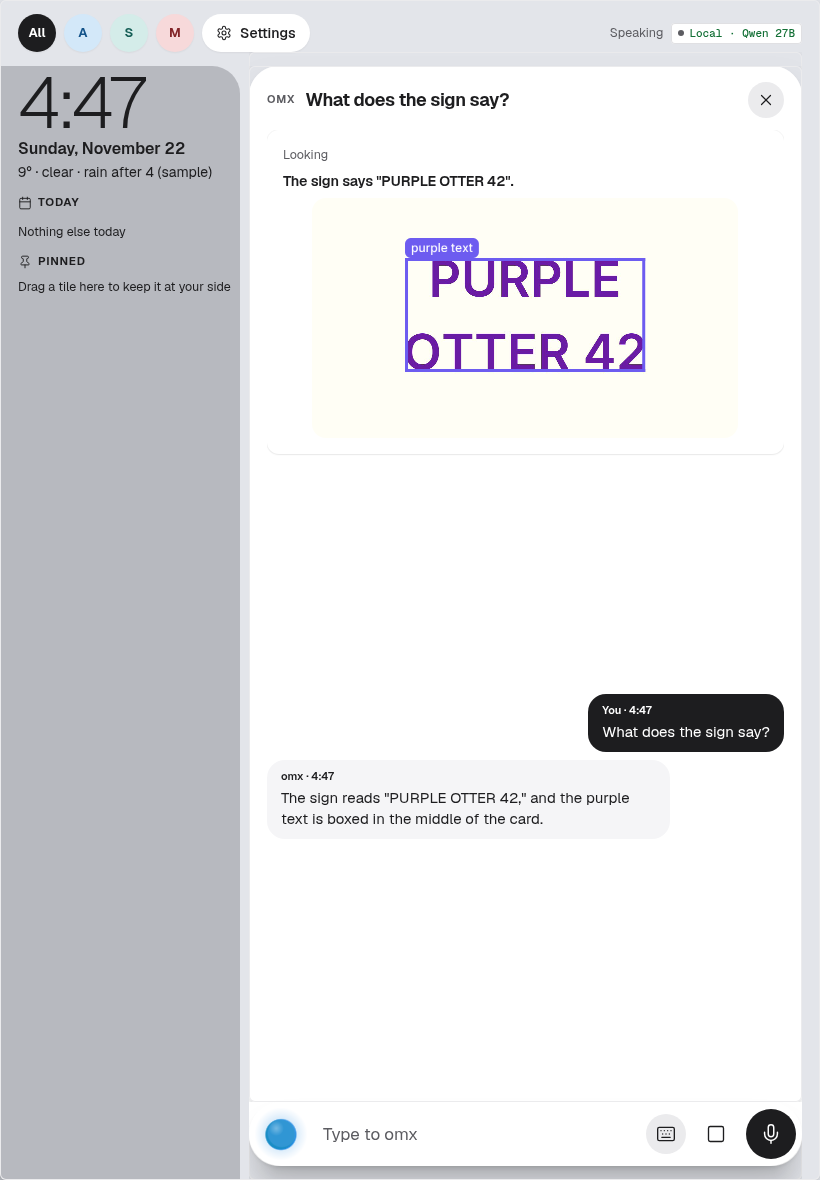 All A S M Settings
Speaking Local · Qwen 27B
4:47
Sunday, November 22
9° · clear · rain after 4 (sample)
TODAY
Nothing else today
PINNED
Drag a tile here to keep it at your side
OMX What does the sign say?
Looking
The sign says "PURPLE OTTER 42".
purple text
PURPLE
OTTER 42
You · 4:47
What does the sign say?
omx · 4:47
The sign reads "PURPLE OTTER 42," and the purple
text is boxed in the middle of the card.
Type to omx